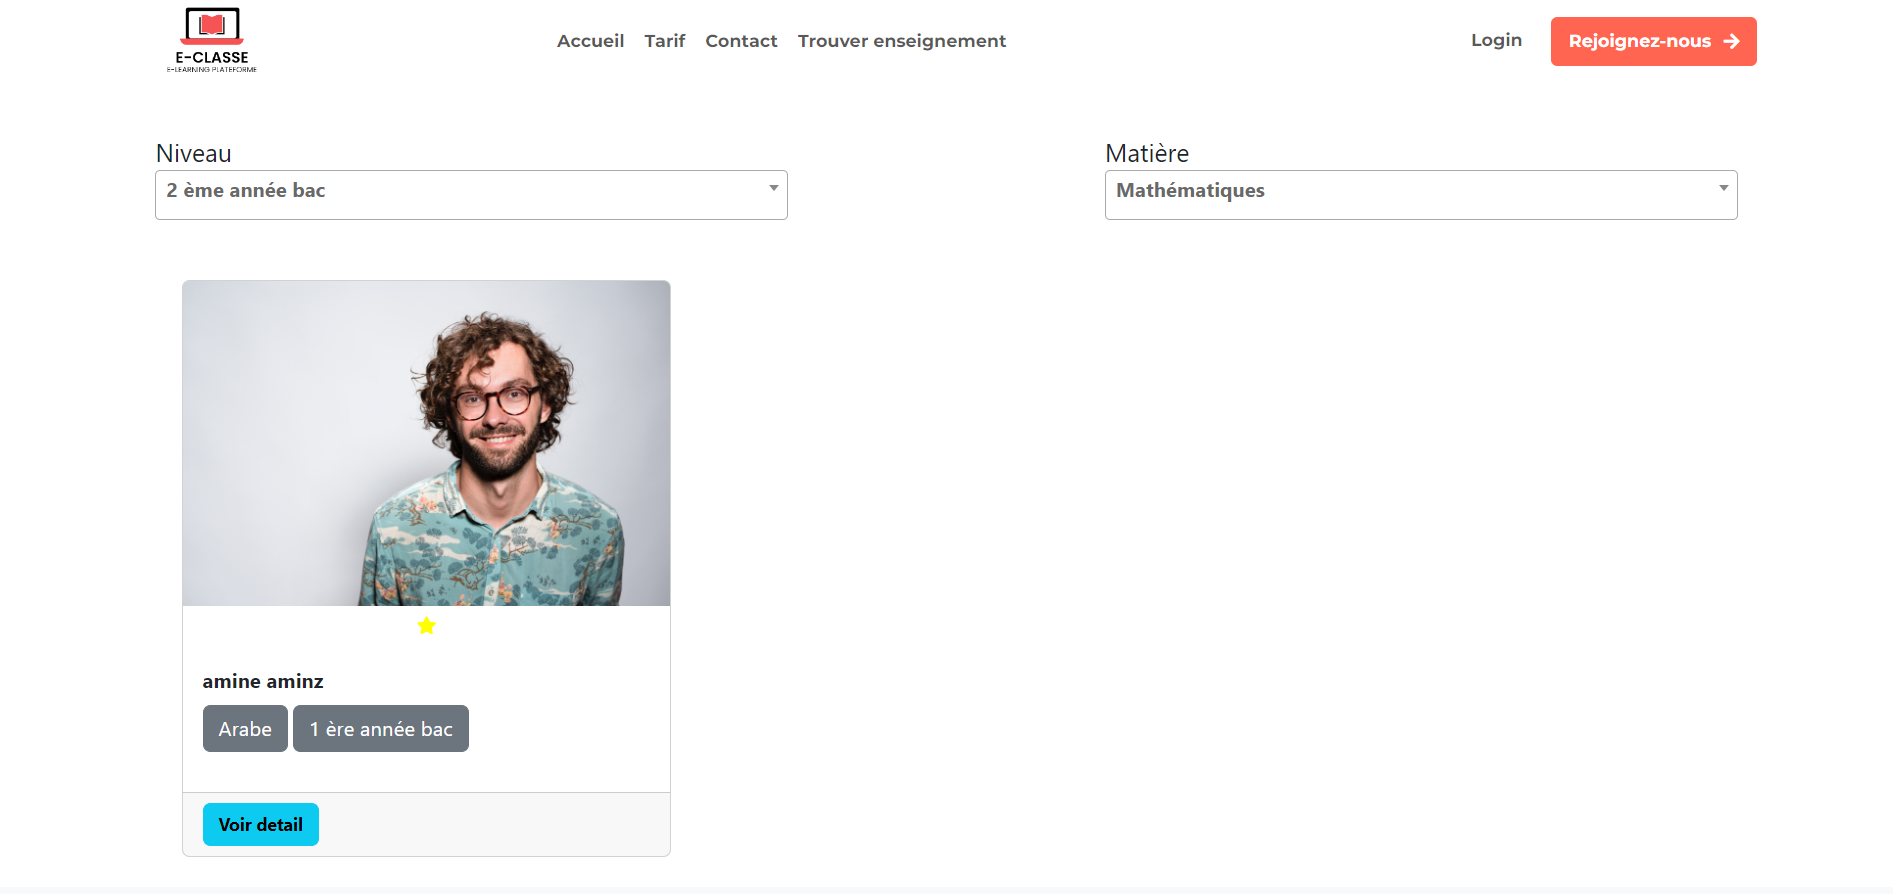 E-CLASSE
E-LEARNING PLATEFORME
Accueil Tarif Contact Trouver enseignement
Login
Rejoignez-nous
Niveau
2 ème année bac
Matière
Mathématiques
amine aminz
Arabe 1 ère année bac
Voir detail